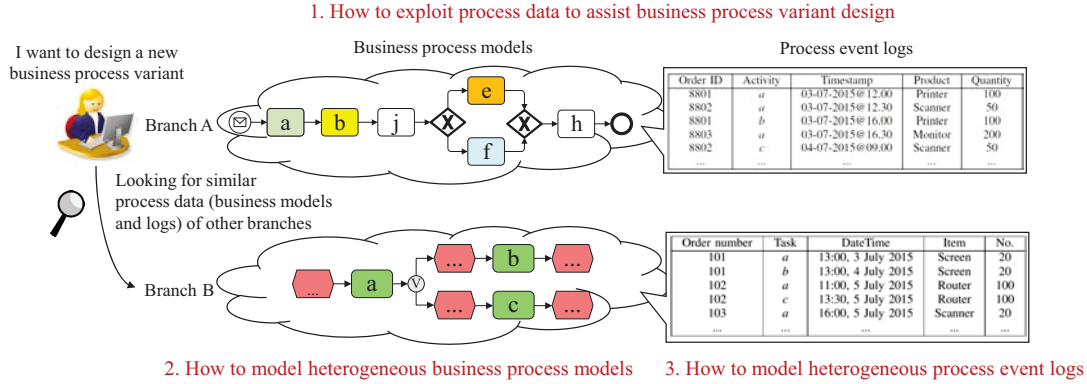 1. How to exploit process data to assist business process variant design
I want to design a new
business process variant
Business process models
Process event logs
Branch A
a
b
j
X
e
f
X
h
Order ID Activity Timestamp Product Quantity
8801 a 03-07-2015@12.00 Printer 100
8802 a 03-07-2015@12.30 Scanner 50
8801 b 03-07-2015@16.00 Printer 100
8803 a 03-07-2015@16.30 Monitor 200
8802 c 04-07-2015@09.00 Scanner 50
... ... ... ... ...
Looking for similar
process data (business models
and logs) of other branches
Branch B
...
a
V
... b ...
... c ...
Order number Task DateTime Item No.
101 a 13:00, 3 July 2015 Screen 20
101 b 13:00, 4 July 2015 Screen 20
102 a 11:00, 5 July 2015 Router 100
102 c 13:30, 5 July 2015 Router 100
103 a 16:00, 5 July 2015 Scanner 20
... ... ... ... ...
2. How to model heterogeneous business process models
3. How to model heterogeneous process event logs